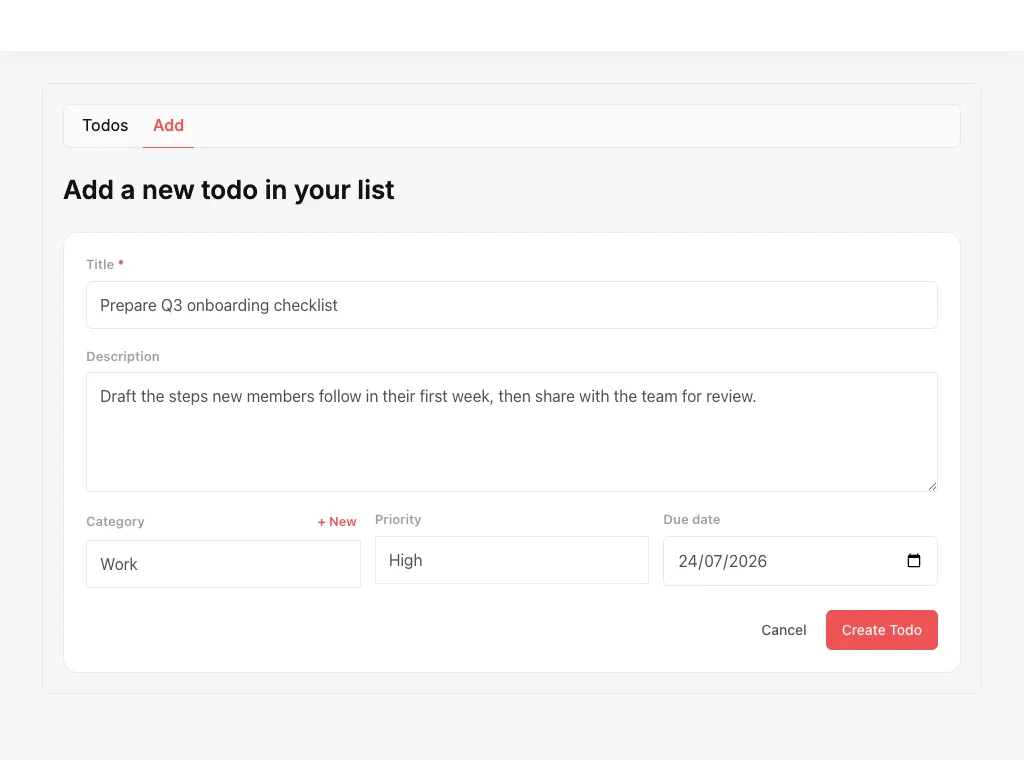 Todos Add
Add a new todo in your list
Title *
Prepare Q3 onboarding checklist
Description
Draft the steps new members follow in their first week, then share with the team for review.
Category + New Priority Due date
Work High 24/07/2026
Cancel Create Todo